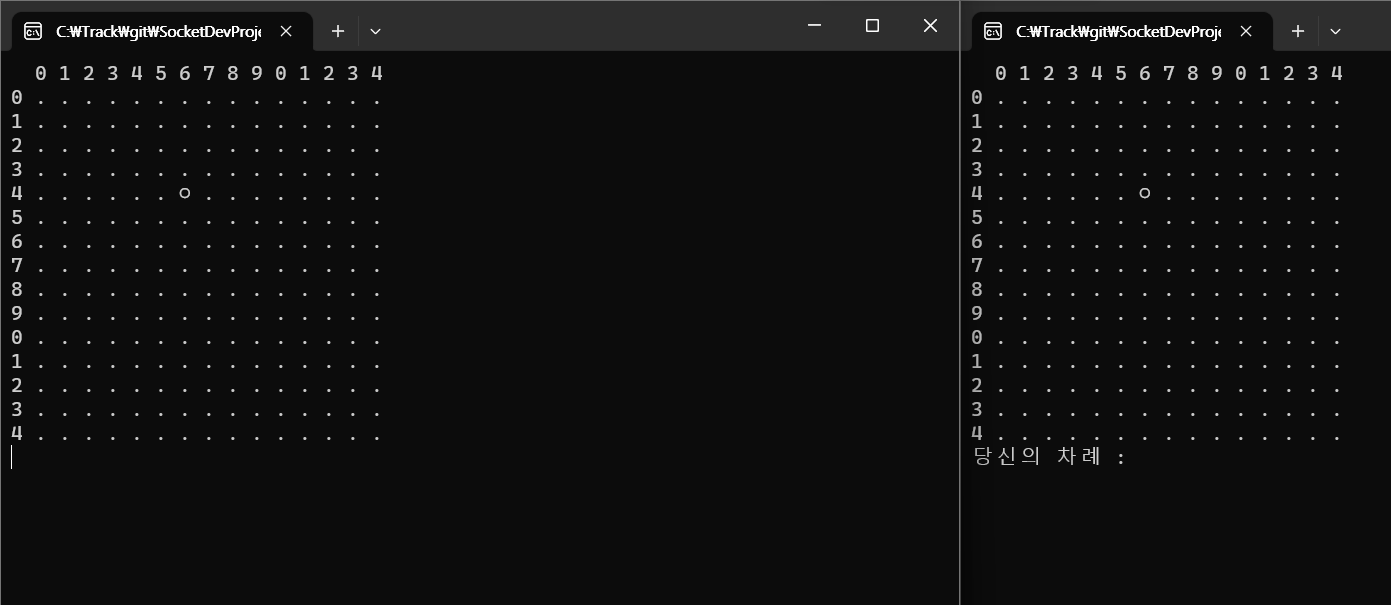 C:₩Track₩git₩SocketDevProje
0 1 2 3 4 5 6 7 8 9 0 1 2 3 4
0 . . . . . . . . . . . . . . .
1 . . . . . . . . . . . . . . .
2 . . . . . . . . . . . . . . .
3 . . . . . . . . . . . . . . .
4 . . . . . . ○ . . . . . . . .
5 . . . . . . . . . . . . . . .
6 . . . . . . . . . . . . . . .
7 . . . . . . . . . . . . . . .
8 . . . . . . . . . . . . . . .
9 . . . . . . . . . . . . . . .
0 . . . . . . . . . . . . . . .
1 . . . . . . . . . . . . . . .
2 . . . . . . . . . . . . . . .
3 . . . . . . . . . . . . . . .
4 . . . . . . . . . . . . . . .
C:₩Track₩git₩SocketDevProje
0 1 2 3 4 5 6 7 8 9 0 1 2 3 4
0 . . . . . . . . . . . . . . .
1 . . . . . . . . . . . . . . .
2 . . . . . . . . . . . . . . .
3 . . . . . . . . . . . . . . .
4 . . . . . . ○ . . . . . . . .
5 . . . . . . . . . . . . . . .
6 . . . . . . . . . . . . . . .
7 . . . . . . . . . . . . . . .
8 . . . . . . . . . . . . . . .
9 . . . . . . . . . . . . . . .
0 . . . . . . . . . . . . . . .
1 . . . . . . . . . . . . . . .
2 . . . . . . . . . . . . . . .
3 . . . . . . . . . . . . . . .
4 . . . . . . . . . . . . . . .
당신의 차례 :